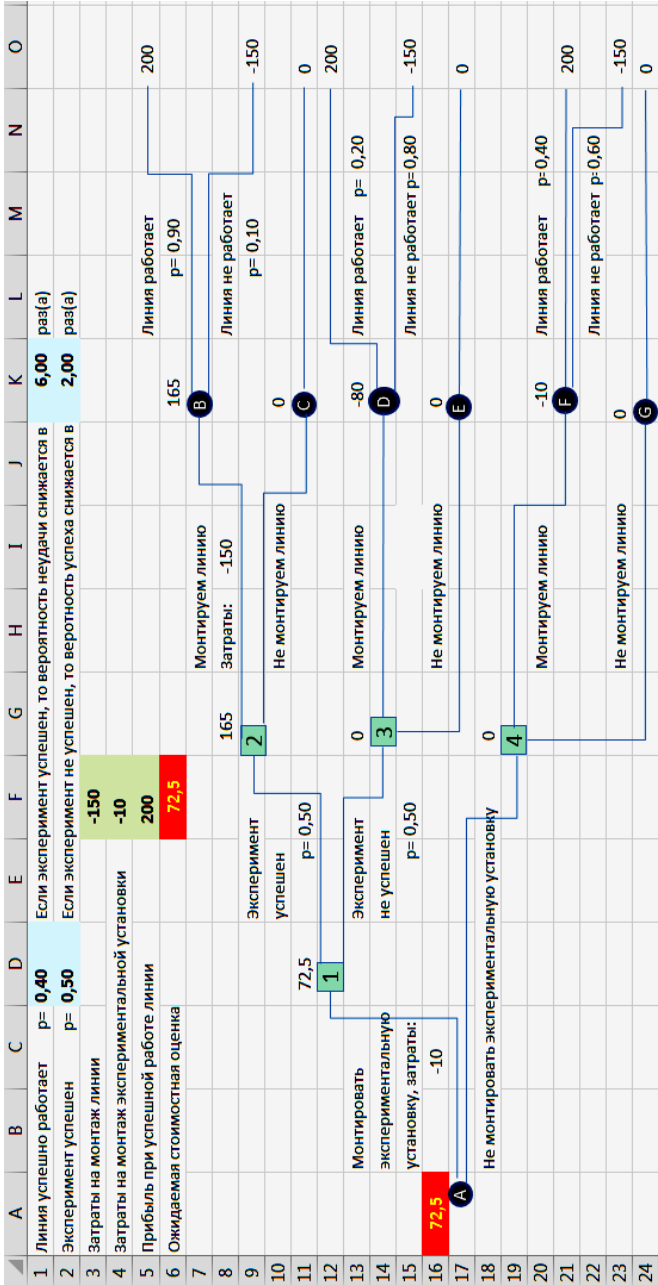 A B C D E F G H I J K L M N O
1 Линия успешно работает p= 0,40 Если эксперимент успешен, то вероятность неудачи снижается в 6,00 раз(а)
2 Эксперимент успешен p= 0,50 Если эксперимент не успешен, то веротность успеха снижается в 2,00 раз(а)
3 Затраты на монтаж линии -150
4 Затраты на монтаж экспериментальной установки -10
5 Прибыль при успешной работе линии 200 Линия работает 200
6 Ожидаемая стоимостная оценка 72,5 165 p= 0,90
7 Монтируем линию B
8 165 Затраты: -150 Линия не работает
9 Эксперимент 2 p= 0,10 -150
10 успешен Не монтируем линию 0
11 p= 0,50 C 0
12 72,5 1 200
13 Монтировать Эксперимент 0 Монтируем линию -80 Линия работает p= 0,20
14 экспериментальную не успешен 3 D
15 установку, затраты: p= 0,50 Линия не работает p= 0,80 -150
16 72,5 -10 Не монтируем линию 0
17 A E 0
18 Не монтировать экспериментальную установку 0
19 4
20 Монтируем линию -10 Линия работает p= 0,40
21 F 200
22 Линия не работает p= 0,60
23 Не монтируем линию 0 -150
24 G 0